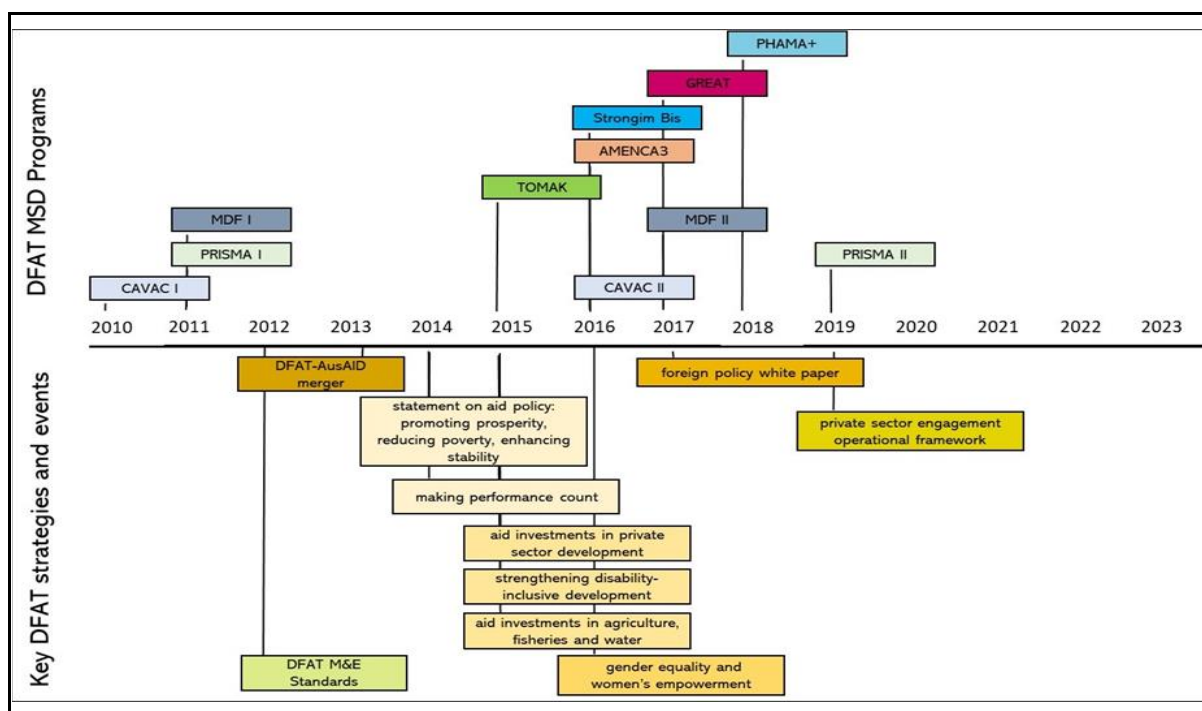 DFAT MSD Programs
PHAMA+
GREAT
Strongim Bis
AMENCA3
TOMAK
MDF I
MDF II
PRISMA I
PRISMA II
CAVAC I
CAVAC II
2010 2011 2012 2013 2014 2015 2016 2017 2018 2019 2020 2021 2022 2023
Key DFAT strategies and events
DFAT-AusAID
merger
foreign policy white paper
statement on aid policy:
promoting prosperity,
reducing poverty, enhancing
stability
private sector engagement
operational framework
making performance count
aid investments in private
sector development
strengthening disability-
inclusive development
aid investments in agriculture,
fisheries and water
DFAT M&E
Standards
gender equality and
women's empowerment